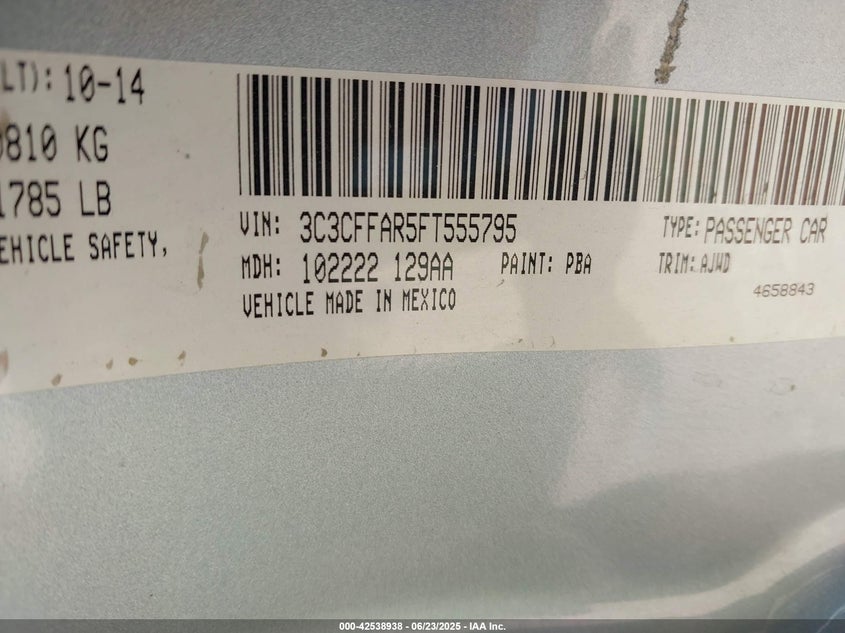 LT): 10-14
810 KG
1785 LB
EHICLE SAFETY,
VIN: 3C3CFFAR5FT555795
TYPE: PASSENGER CAR
MDH: 102222 129AA
PAINT: PBA
TRIM: AJWD
VEHICLE MADE IN MEXICO
4658843
000-42538938 - 06/23/2025 - IAA Inc.